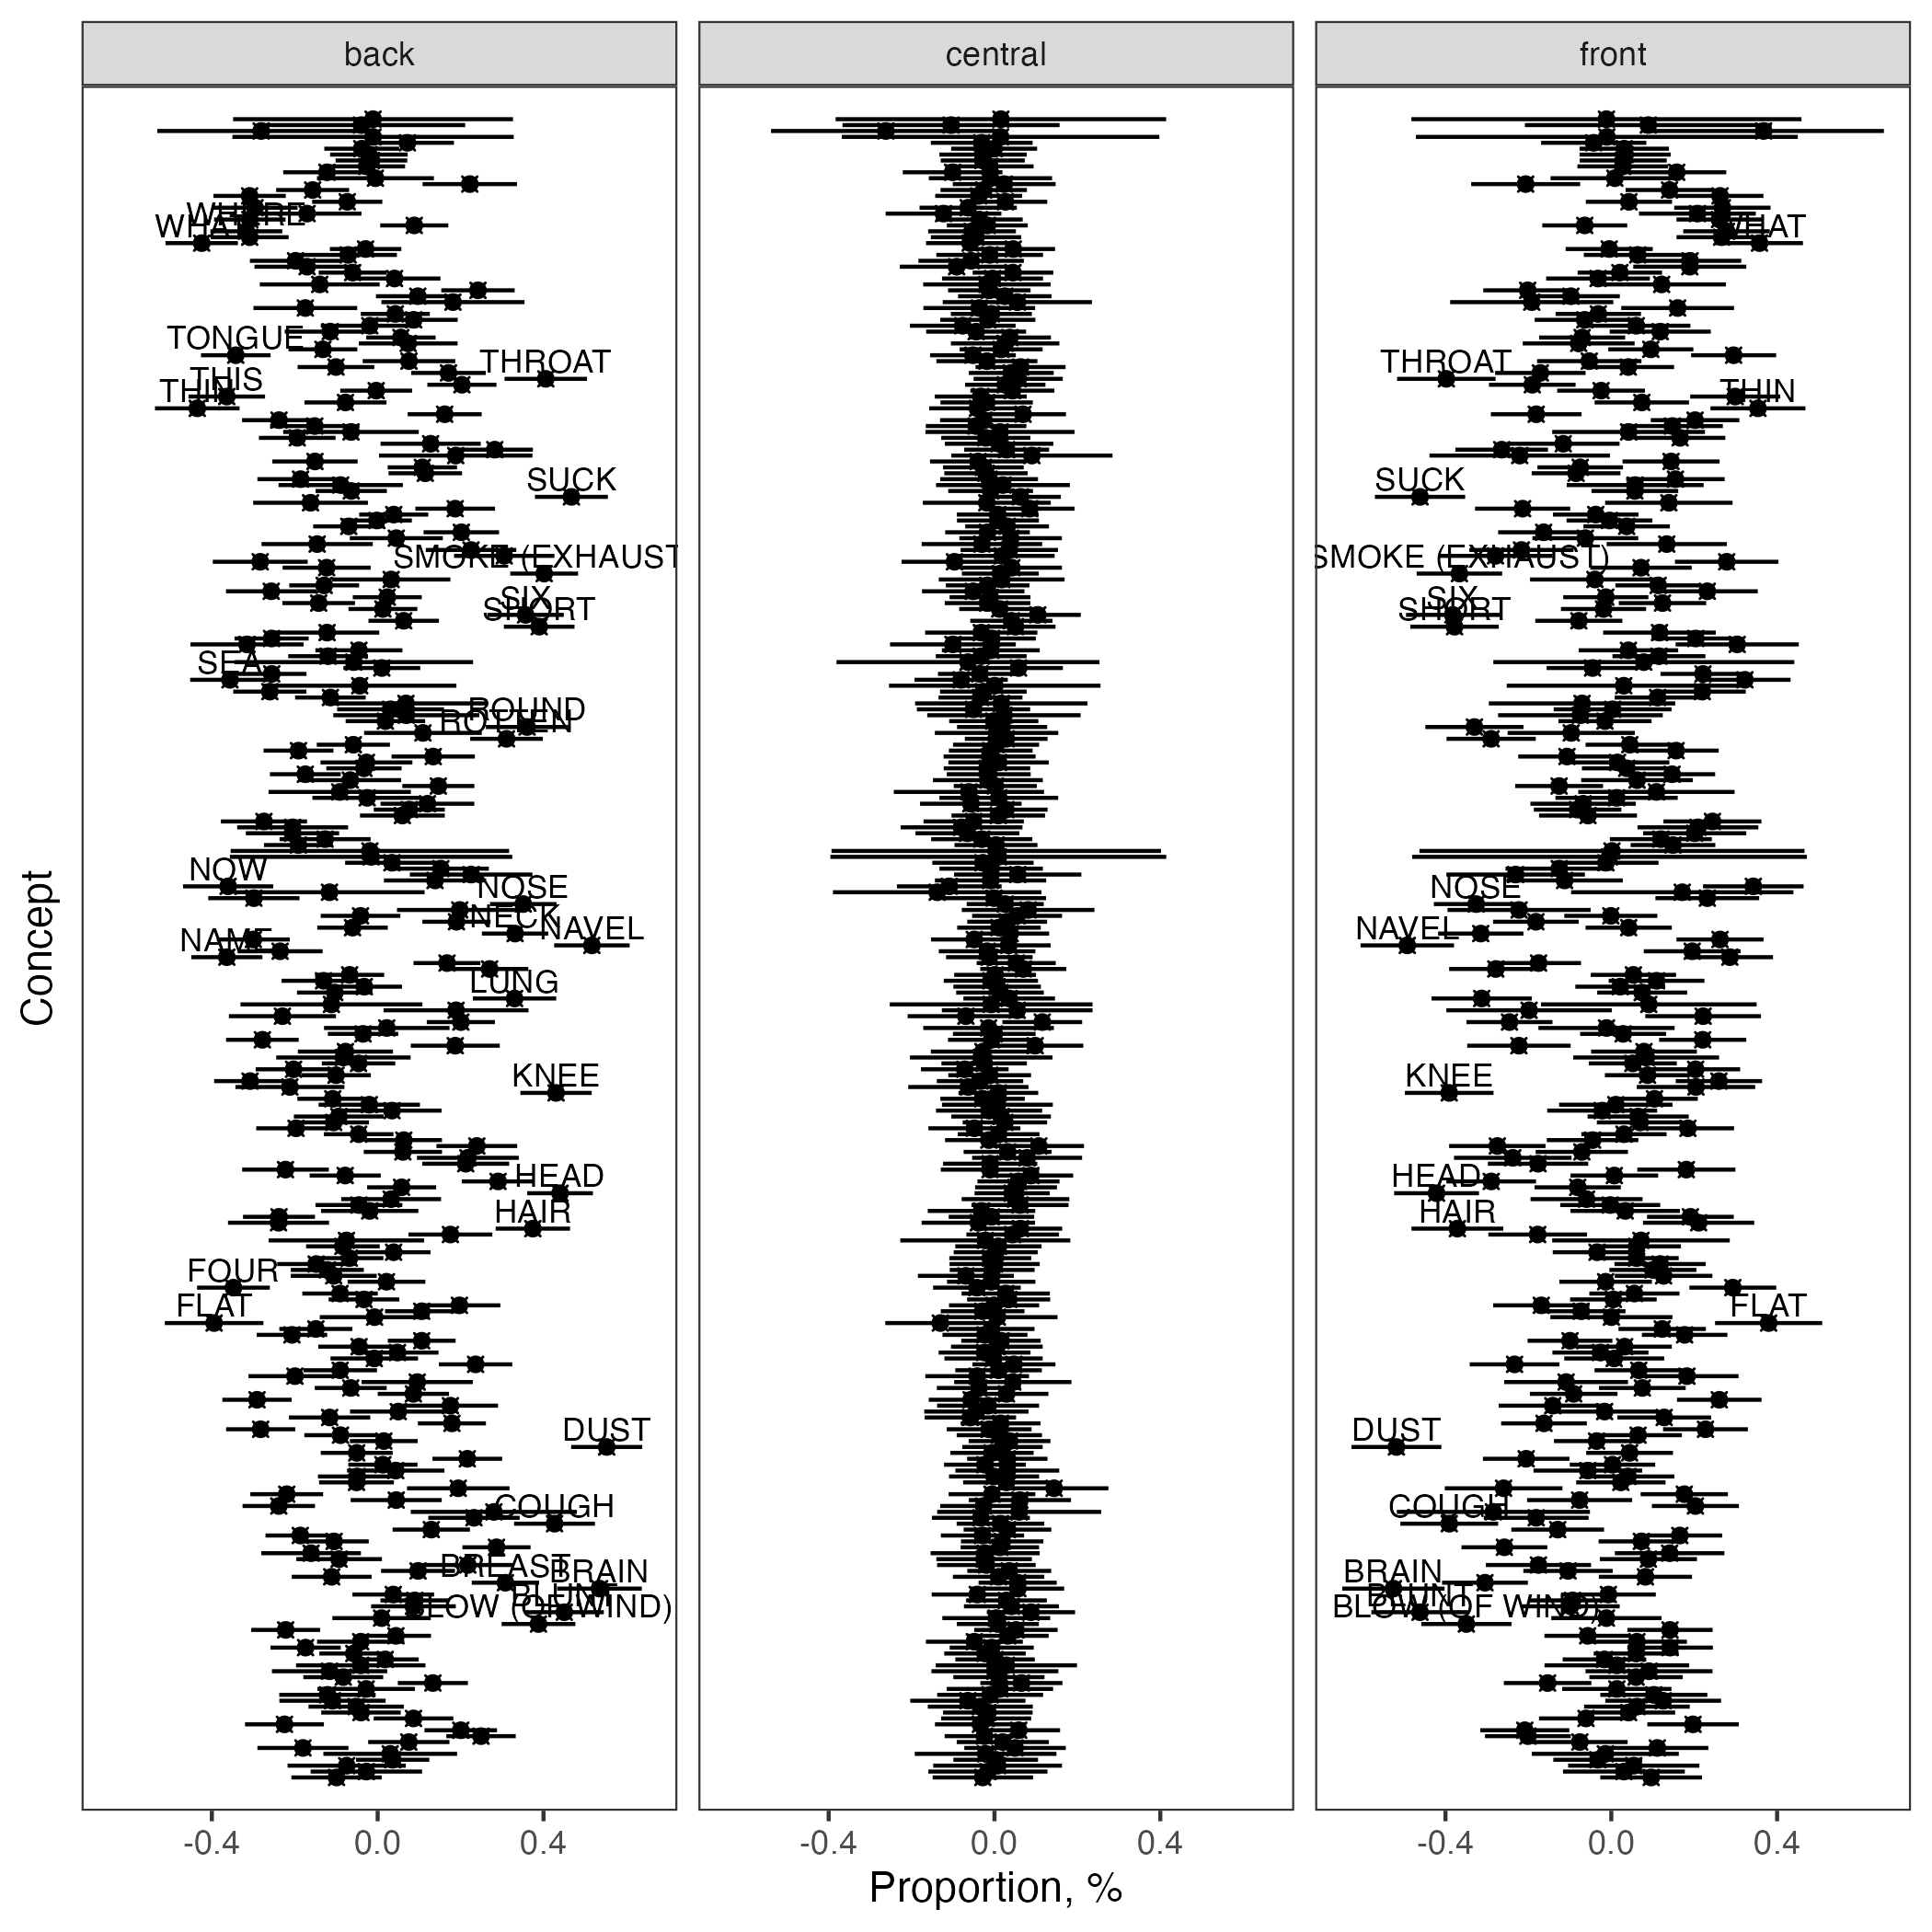 back
central
front
WHERE
WHAT
TONGUE
THROAT
THIS
THIN
SUCK
SMOKE (EXHAUST
SIX
SHORT
SEA
ROUND
ROTTEN
NOW
NOSE
NECK
NAVEL
NAME
LUNG
KNEE
HEAD
HAIR
FOUR
FLAT
DUST
COUGH
BREAST
BRAIN
BLUNT
BLOW (OF WIND)
WHAT
THROAT
THIN
SUCK
SMOKE (EXHAUST)
SIX
SHORT
NOSE
NAVEL
KNEE
HEAD
HAIR
FLAT
DUST
COUGH
BRAIN
BLUNT
BLOW (OF WIND)
-0.4 0.0 0.4
-0.4 0.0 0.4
-0.4 0.0 0.4
Proportion, %
Concept